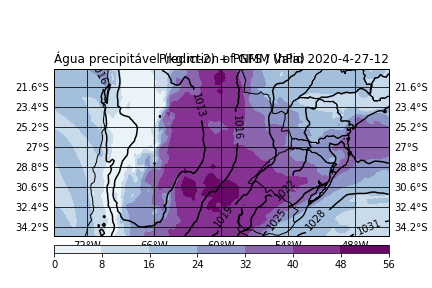 Água precipitável (kg/m-2) + PNMM (hPa)
Prediction of GFS / valid 2020-4-27-12
21.6°S 21.6°S
23.4°S 23.4°S
25.2°S 25.2°S
27°S 27°S
28.8°S 28.8°S
30.6°S 30.6°S
32.4°S 32.4°S
34.2°S 34.2°S
1013
1016
1022
1019
1025
1028
1031
72°W 66°W 60°W 54°W 48°W
0 8 16 24 32 40 48 56